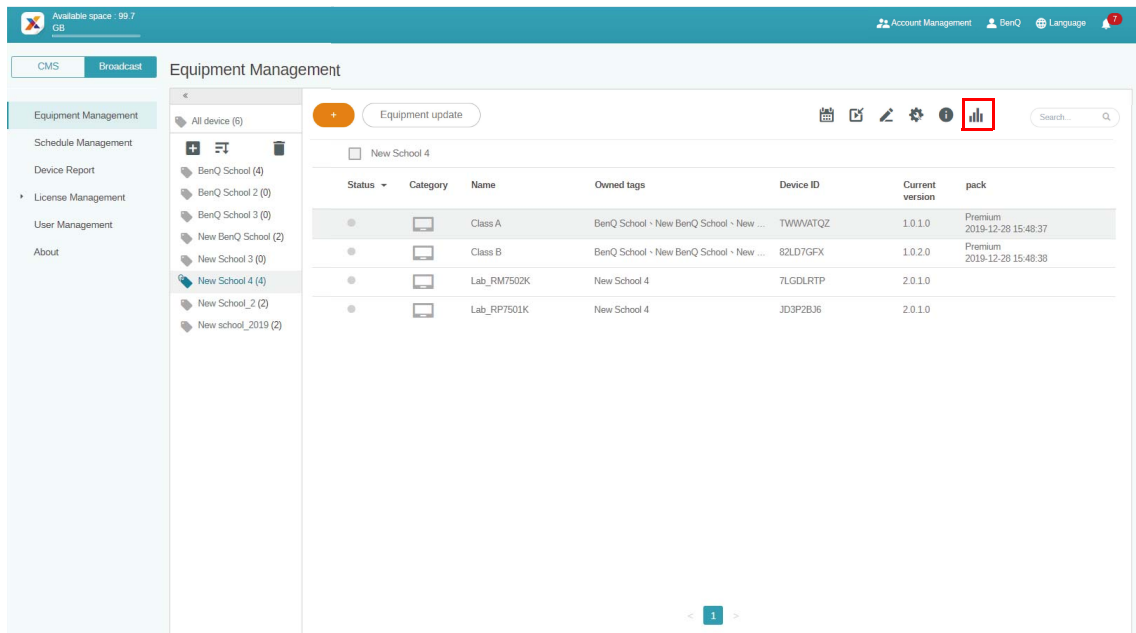 Available space : 99.7
GB
Account Management
BenQ
Language
7
CMS
Broadcast
Equipment Management
Equipment Management
Schedule Management
Device Report
License Management
User Management
About
«
All device (6)
BenQ School (4)
BenQ School 2 (0)
BenQ School 3 (0)
New BenQ School (2)
New School 3 (0)
New School 4 (4)
New School_2 (2)
New school_2019 (2)
+
Equipment update
Search...
New School 4
Status Category Name Owned tags Device ID Current version pack
Class A BenQ School、New BenQ School、New ... TWWVATQZ 1.0.1.0 Premium
2019-12-28 15:48:37
Class B BenQ School、New BenQ School、New ... 82LD7GFX 1.0.2.0 Premium
2019-12-28 15:48:38
Lab_RM7502K New School 4 7LGDLRTP 2.0.1.0
Lab_RP7501K New School 4 JD3P2BJ6 2.0.1.0
< 1 >